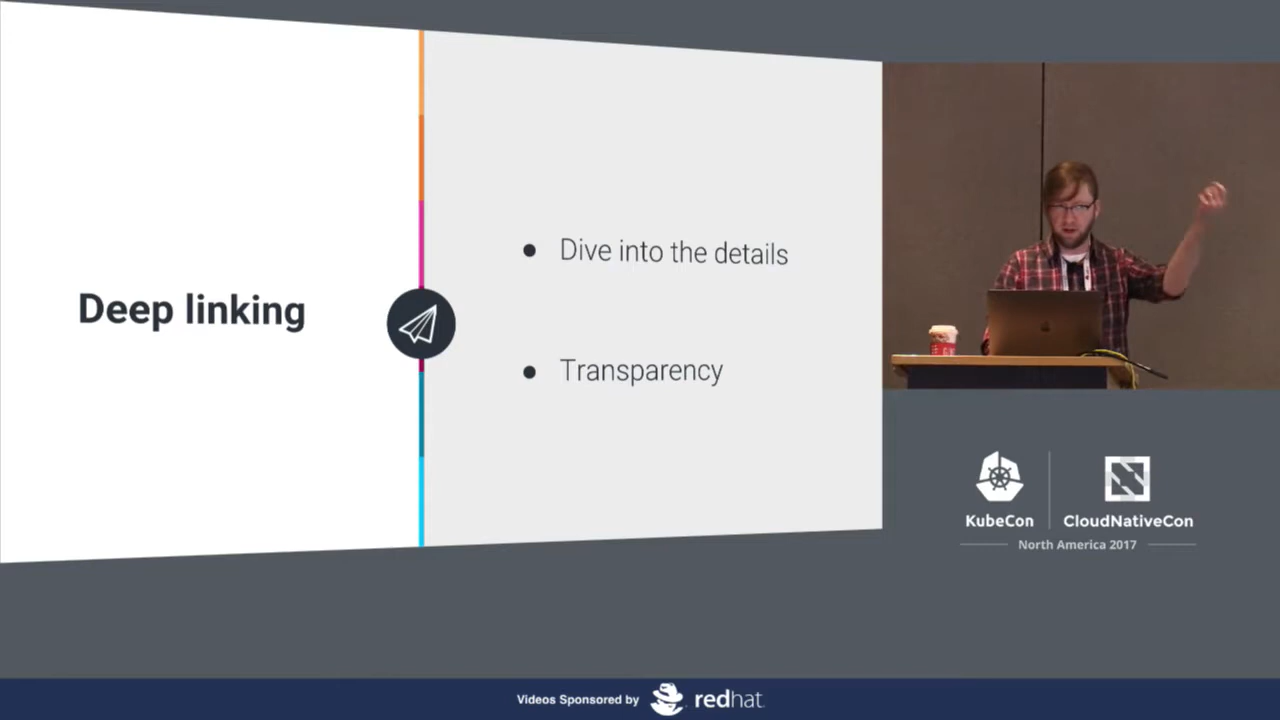 Deep linking
● Dive into the details
● Transparency
KubeCon
CloudNativeCon
North America 2017
Videos Sponsored by redhat.